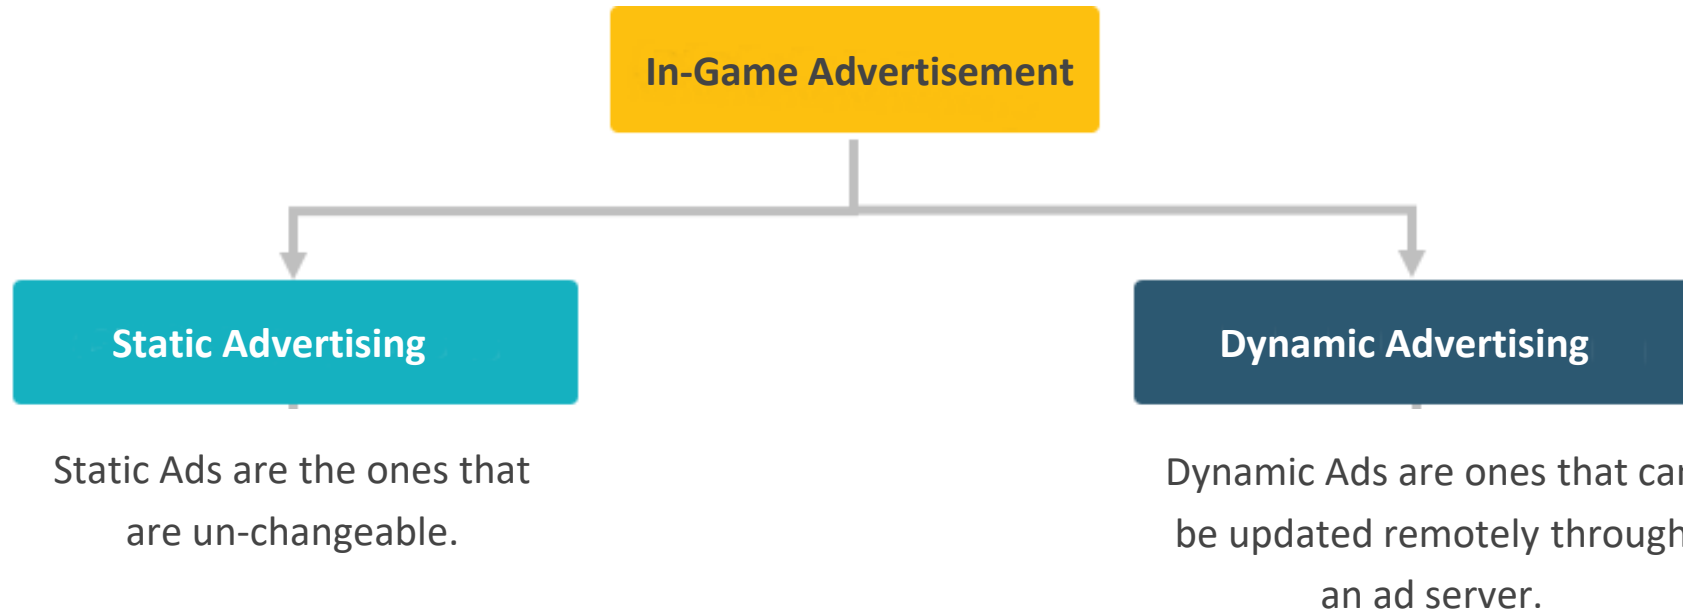 In-Game Advertisement
Static Advertising
Dynamic Advertising
Static Ads are the ones that
are un-changeable.
Dynamic Ads are ones that can
be updated remotely through
an ad server.